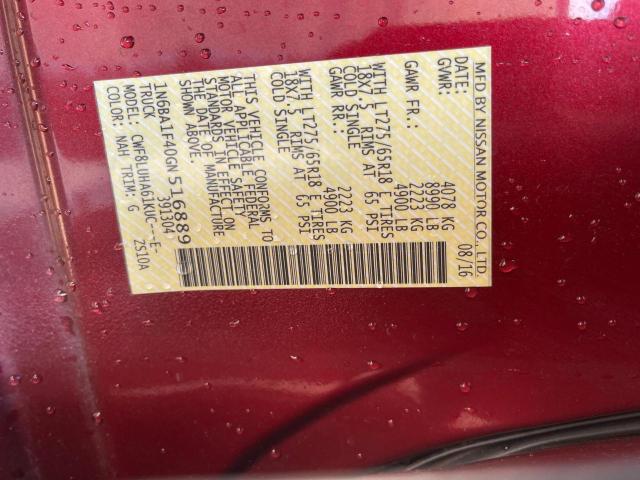 MFD BY NISSAN MOTOR CO.,LTD.
DATE: 08/16
GVWR: 4078 KG
8990 LB
GAWR FR.: 2223 KG
4900 LB
WITH LT275/65R18 E TIRES
18X7.5 RIMS AT 65 PSI
COLD SINGLE
GAWR RR.: 2223 KG
4900 LB
WITH LT275/65R18 E TIRES
18X7.5 RIMS AT 65 PSI
COLD SINGLE
THIS VEHICLE CONFORMS TO
ALL APPLICABLE FEDERAL
MOTOR VEHICLE SAFETY
STANDARDS IN EFFECT ON
THE DATE OF MANUFACTURE
SHOWN ABOVE.
1N6BA1F40GN516889
TRUCK 391304
MODEL: CWF8LUHA61KUC---E-
COLOR: NAH TRIM: G ZS10A